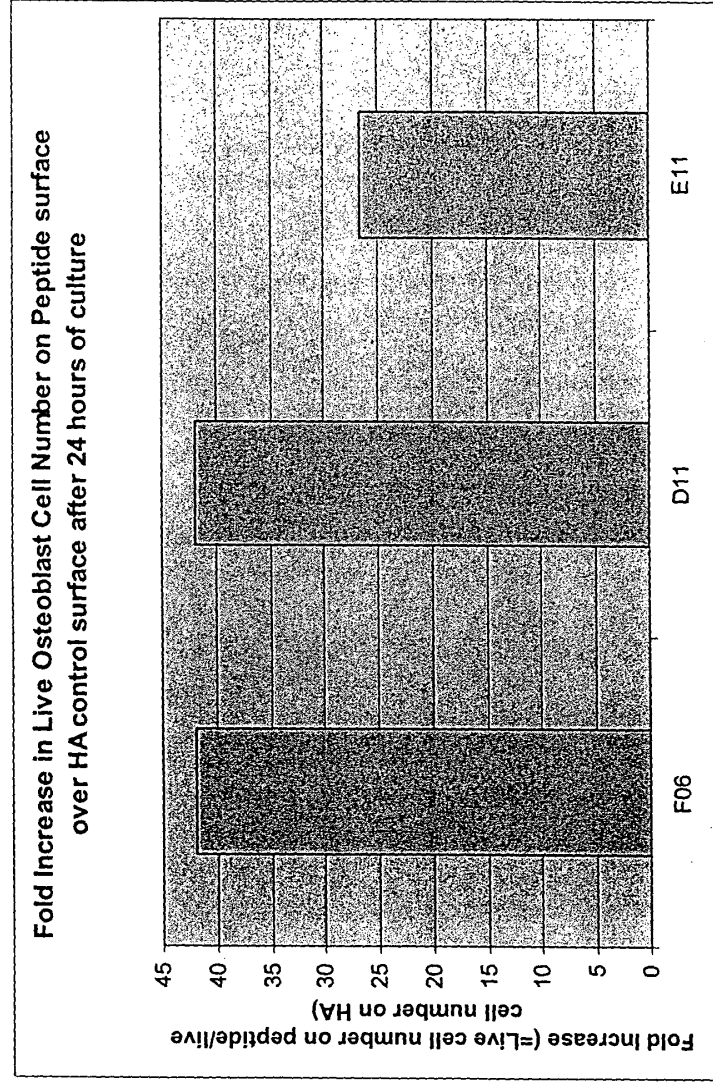 Fold Increase in Live Osteoblast Cell Number on Peptide surface
over HA control surface after 24 hours of culture
Fold Increase (=Live cell number on peptide/live
cell number on HA)
45
40
35
30
25
20
15
10
5
0
F06
D11
E11